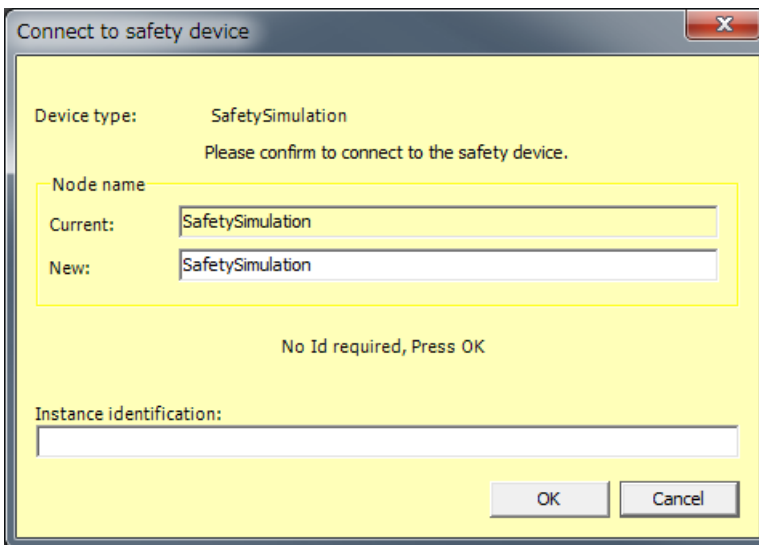 Connect to safety device
Device type: SafetySimulation
Please confirm to connect to the safety device.
Node name
Current: SafetySimulation
New: SafetySimulation
No Id required, Press OK
Instance identification:
OK Cancel